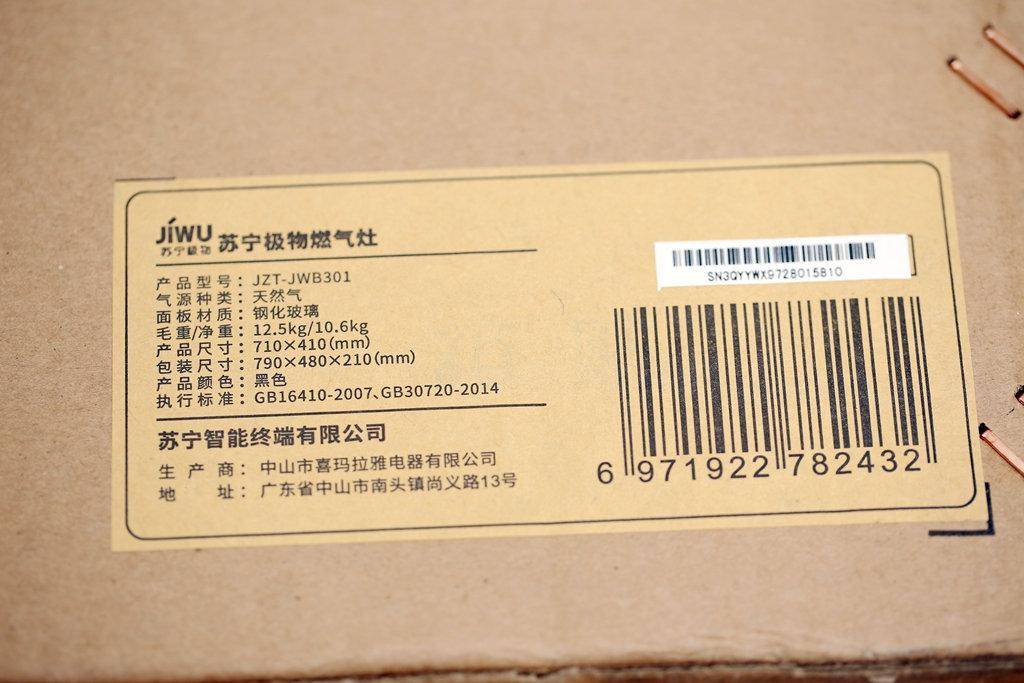 JiWU
苏宁极物
苏宁极物燃气灶
产品型号：JZT-JWB301
气源种类：天然气
面板材质：钢化玻璃
毛重/净重：12.5kg/10.6kg
产品尺寸：710×410(mm)
包装尺寸：790×480×210(mm)
产品颜色：黑色
执行标准：GB16410-2007、GB30720-2014
苏宁智能终端有限公司
生产商：中山市喜玛拉雅电器有限公司
地址：广东省中山市南头镇尚义路13号
SN3QYYWX9728015810
6 971922 782432